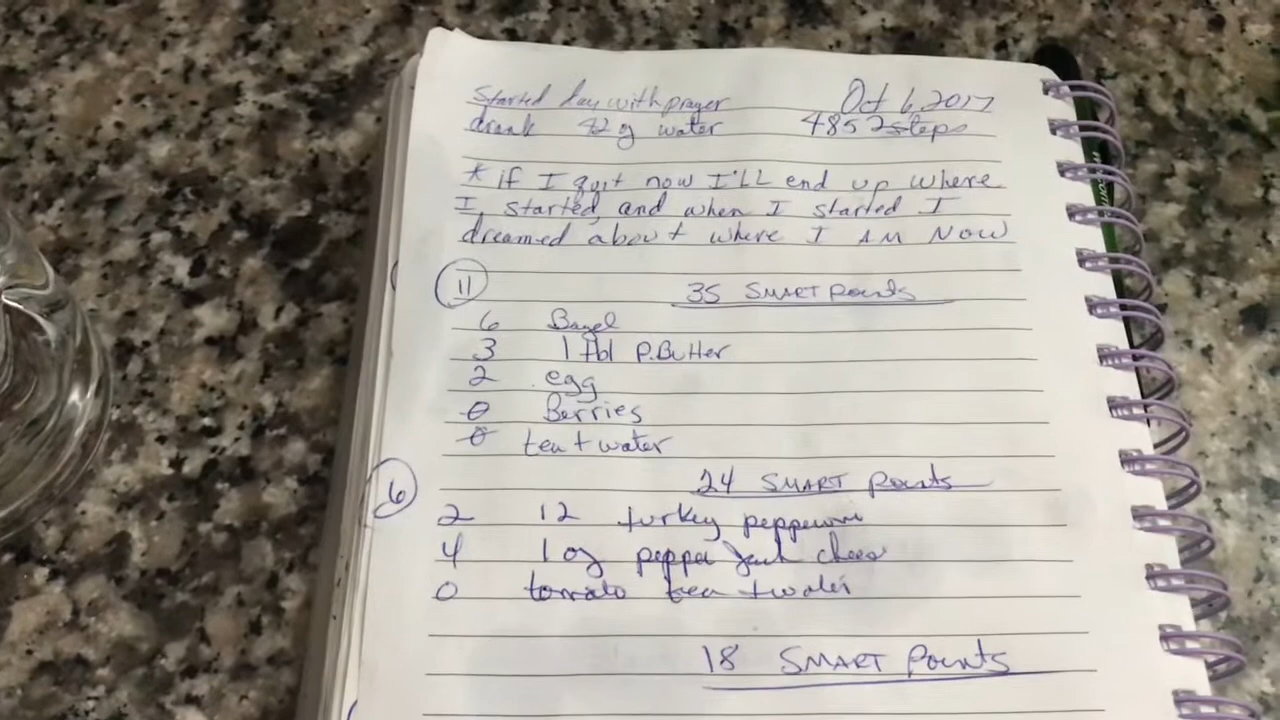 Started day with prayer Oct 6, 2017
drank 42 oz water 4852 steps
* if I quit now I'LL end up where
I started, and when I started I
dreamed about where I AM NOW
11 35 SMART Points
6 Bagel
3 1 tbl P.Butter
2 egg
0 Berries
0 tea + water
6 24 SMART Points
2 12 turkey pepperoni
4 1 oz pepper Jack cheese
0 tomato tea + water
18 SMART Points